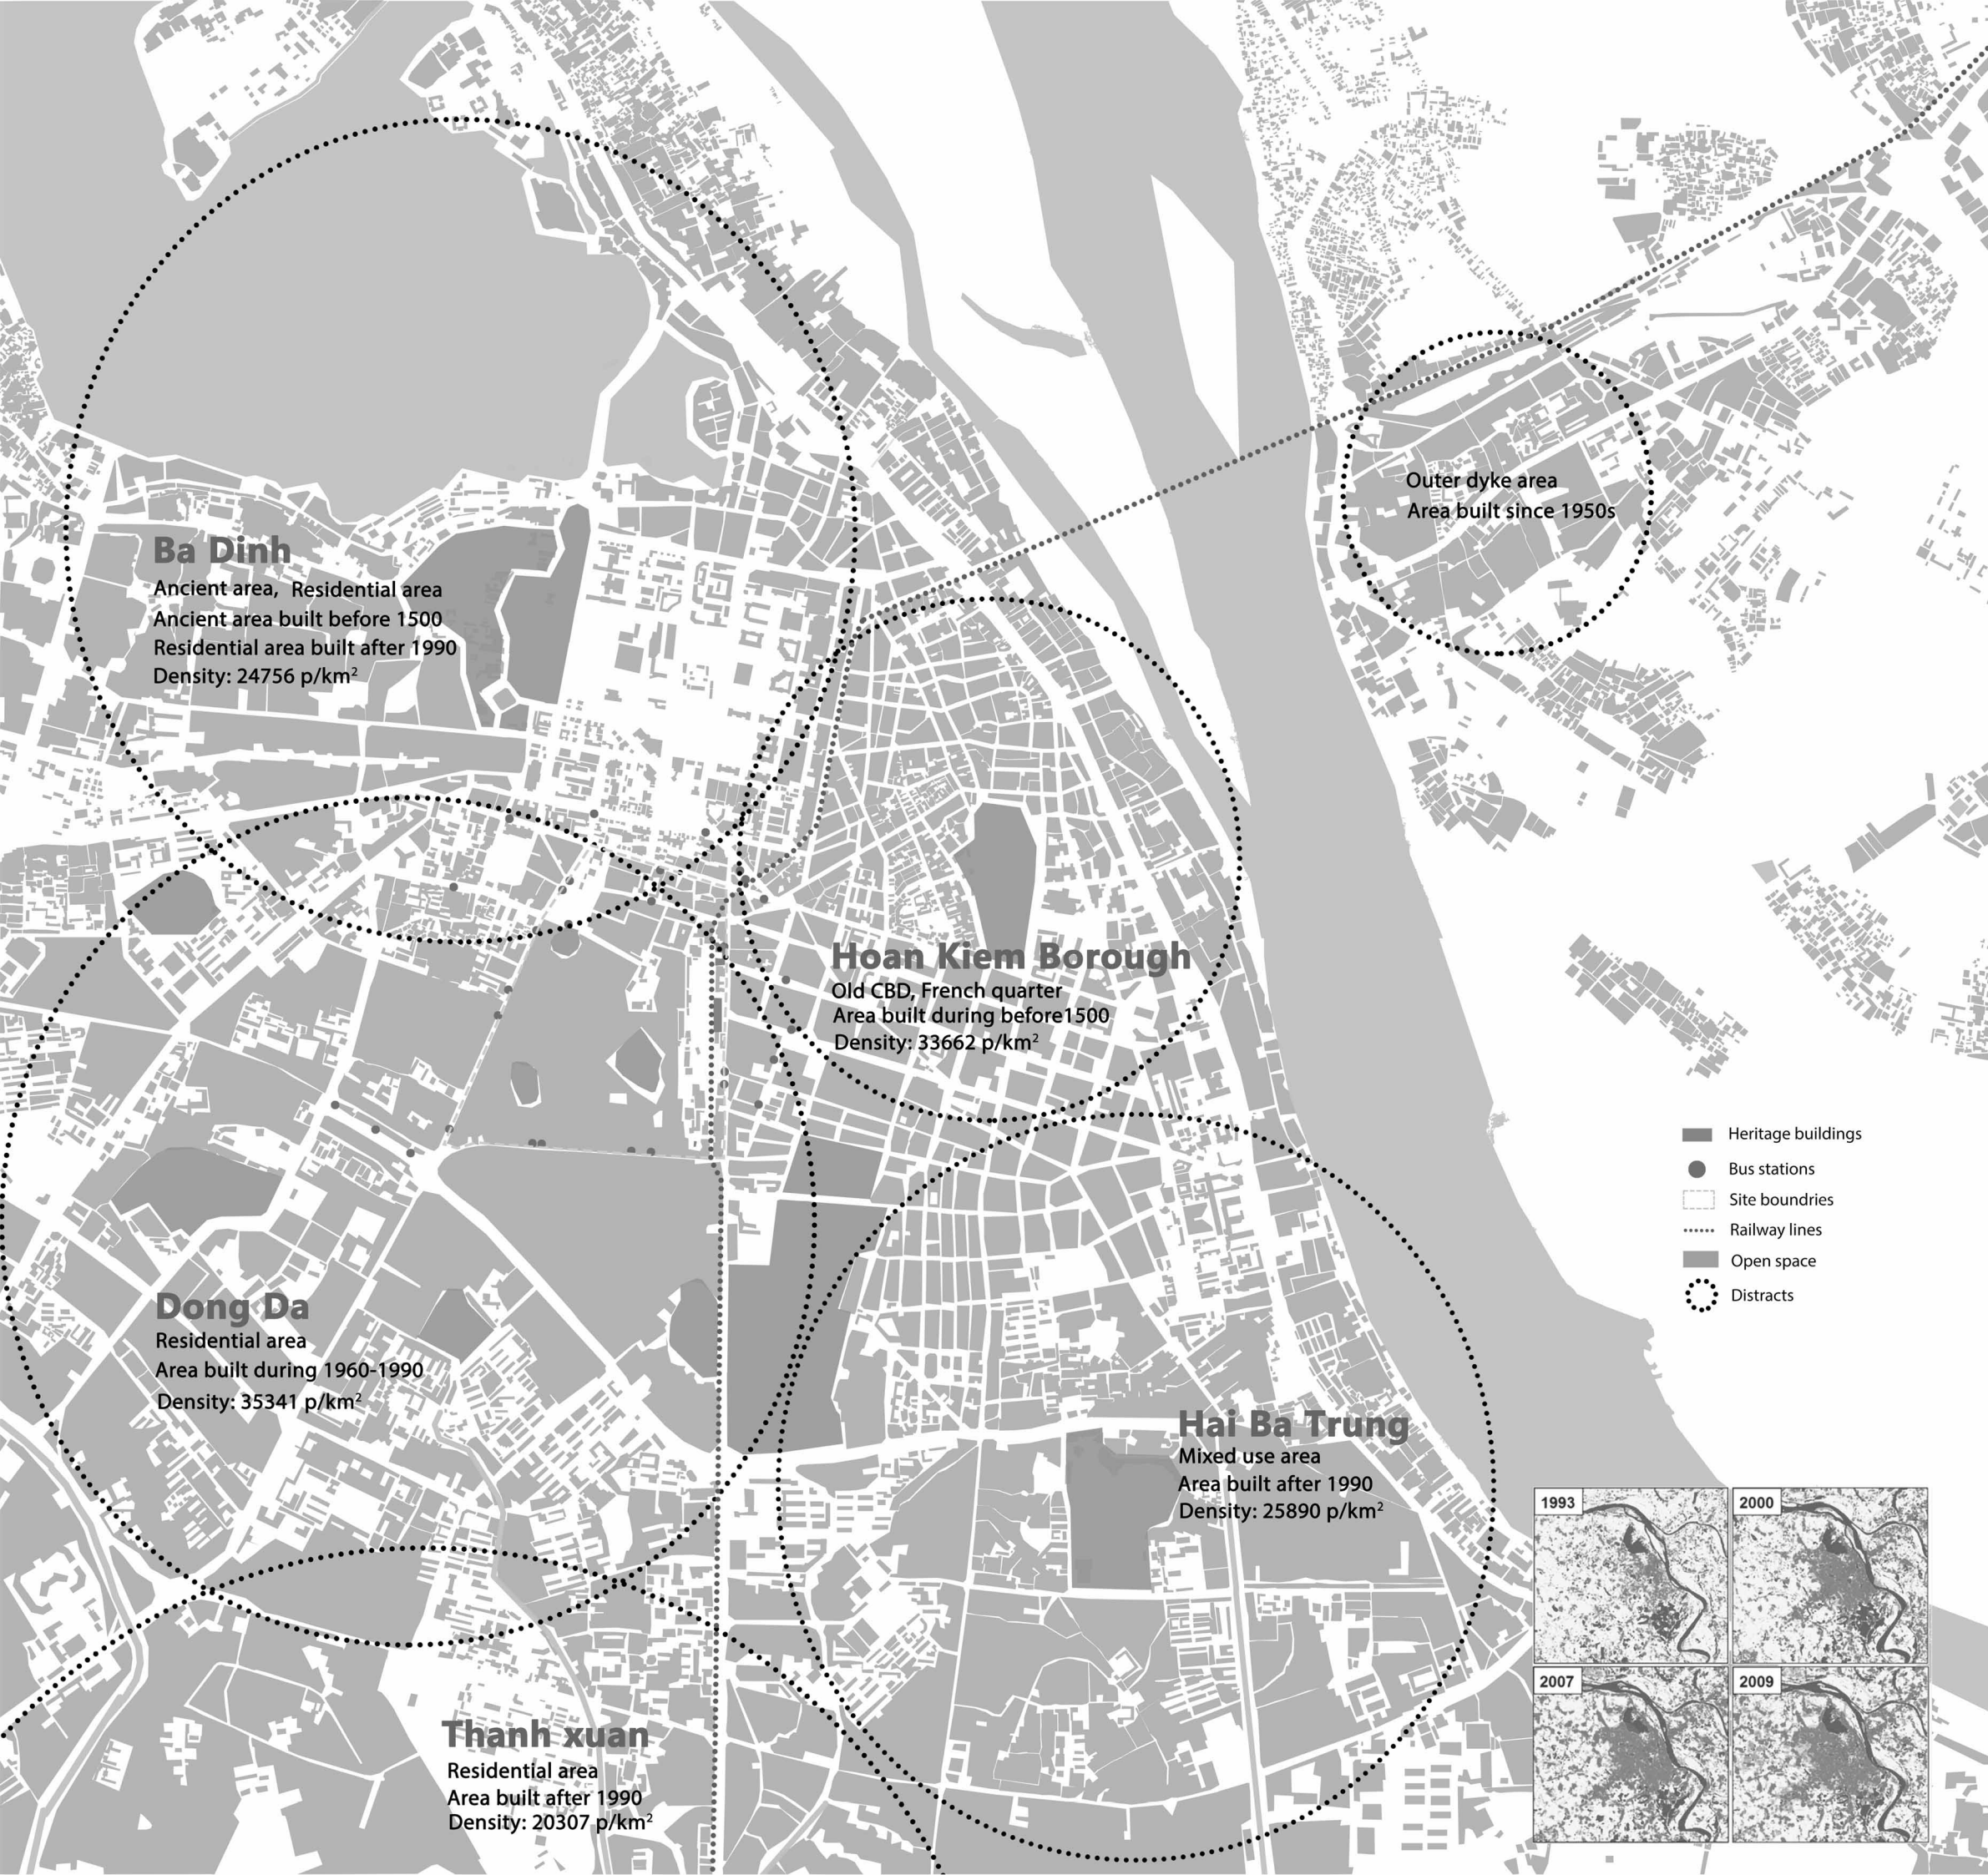 Outer dyke area
Area built since 1950s
Ba Dinh
Ancient area, Residential area
Ancient area built before 1500
Residential area built after 1990
Density: 24756 p/km²
Hoan Kiem Borough
Old CBD, French quarter
Area built during before1500
Density: 33662 p/km²
Heritage buildings
Bus stations
Site boundries
Railway lines
Open space
Distracts
Dong Da
Residential area
Area built during 1960-1990
Density: 35341 p/km²
Hai Ba Trung
Mixed use area
Area built after 1990
Density: 25890 p/km²
1993
2000
2007
2009
Thanh xuan
Residential area
Area built after 1990
Density: 20307 p/km²